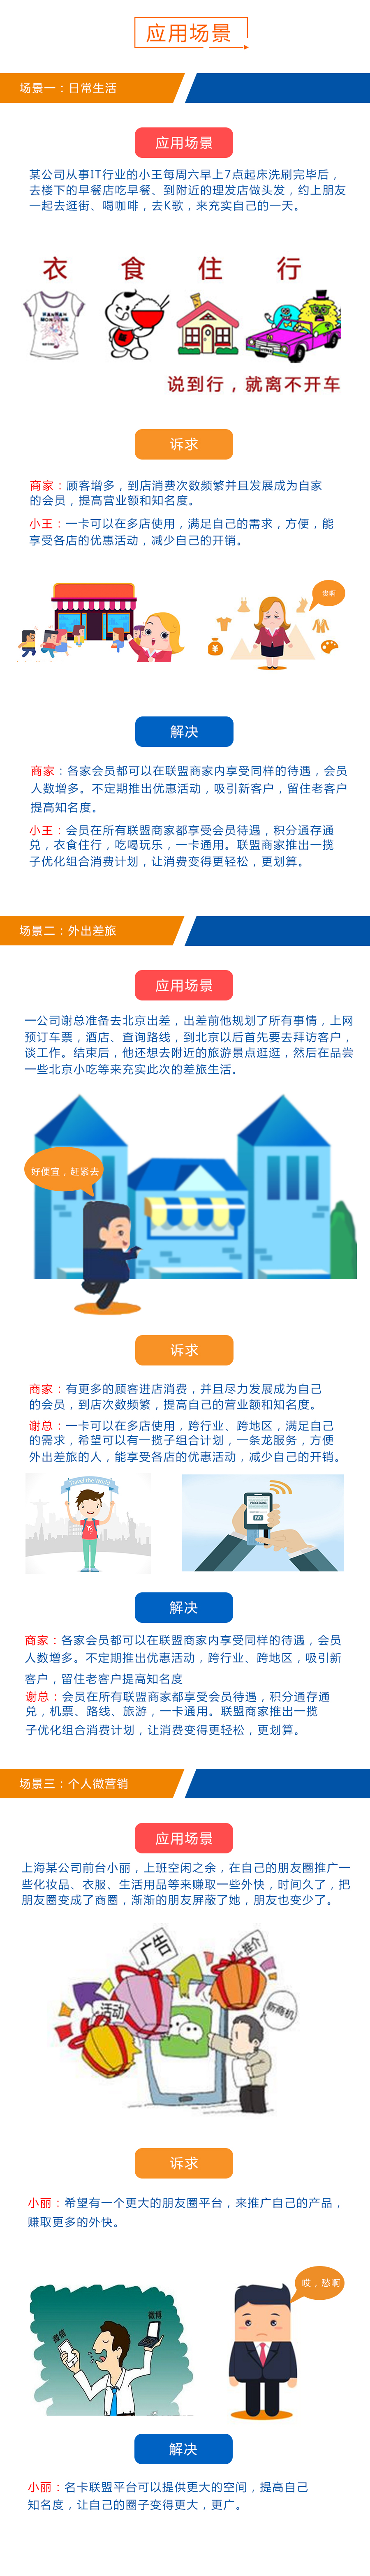 应用场景
场景一：日常生活
应用场景
某公司从事IT行业的小王每周六早上7点起床洗刷完毕后，
去楼下的早餐店吃早餐、到附近的理发店做头发，约上朋友
一起去逛街、喝咖啡，去K歌，来充实自己的一天。
衣 食 住 行
说到行，就离不开车
诉求
商家：顾客增多，到店消费次数频繁并且发展成为自家
的会员，提高营业额和知名度。
小王：一卡可以在多店使用，满足自己的需求，方便，能
享受各店的优惠活动，减少自己的开销。
解决
商家：各家会员都可以在联盟商家内享受同样的待遇，会员
人数增多。不定期推出优惠活动，吸引新客户，留住老客户
提高知名度。
小王：会员在所有联盟商家都享受会员待遇，积分通存通
兑，衣食住行，吃喝玩乐，一卡通用。联盟商家推出一揽
子优化组合消费计划，让消费变得更轻松，更划算。
场景二：外出差旅
应用场景
一公司谢总准备去北京出差，出差前他规划了所有事情，上网
预订车票，酒店、查询路线，到北京以后首先要去拜访客户，
谈工作。结束后，他还想去附近的旅游景点逛逛，然后在品尝
一些北京小吃等来充实此次的差旅生活.
好便宜，赶紧去
诉求
商家：有更多的顾客进店消费，并且尽力发展成为自己
的会员，到店次数频繁，提高自己的营业额和知名度。
谢总：一卡可以在多店使用，跨行业、跨地区，满足自己
的需求，希望可以有一揽子组合计划，一条龙服务，方便
外出差旅的人，能享受各店的优惠活动，减少自己的开销。
Travel the World
解决
商家：各家会员都可以在联盟商家内享受同样的待遇，会员
人数增多。不定期推出优惠活动，跨行业、跨地区，吸引新
客户，留住老客户提高知名度
谢总：会员在所有联盟商家都享受会员待遇，积分通存通
兑，机票、路线、旅游，一卡通用。联盟商家推出一揽
子优化组合消费计划，让消费变得更轻松，更划算。
场景三：个人微营销
应用场景
上海某公司前台小丽，上班空闲之余，在自己的朋友圈推广一
些化妆品、衣服、生活用品等来赚取一些外快，时间久了，把
朋友圈变成了商圈，渐渐的朋友屏蔽了她，朋友也变少了。
广告
推介
活动
新商机
诉求
小丽：希望有一个更大的朋友圈平台，来推广自己的产品，
赚取更多的外快。
哎，愁啊
微博
微信
解决
小丽：名卡联盟平台可以提供更大的空间，提高自己
知名度，让自己的圈子变得更大，更广。